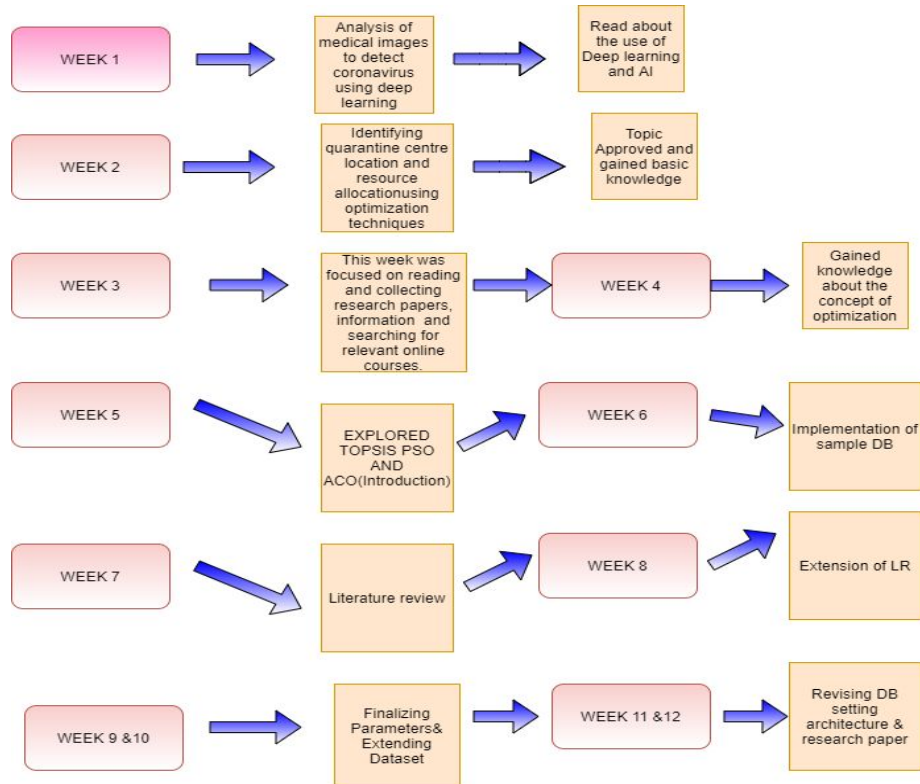 WEEK 1
Analysis of
medical images
to detect
coronavirus
using deep
learning
Read about
the use of
Deep learning
and AI
WEEK 2
Identifying
quarantine centre
location and
resource
allocationusing
optimization
techniques
Topic
Approved and
gained basic
knowledge
WEEK 3
This week was
focused on reading
and collecting
research papers,
information and
searching for
relevant online
courses.
WEEK 4
Gained
knowledge
about the
concept of
optimization
WEEK 5
EXPLORED
TOPSIS PSO
AND
ACO(Introduction)
WEEK 6
Implementation of
sample DB
WEEK 7
Literature review
WEEK 8
Extension of LR
WEEK 9 &10
Finalizing
Parameters&
Extending
Dataset
WEEK 11 &12
Revising DB
setting
architecture &
research paper